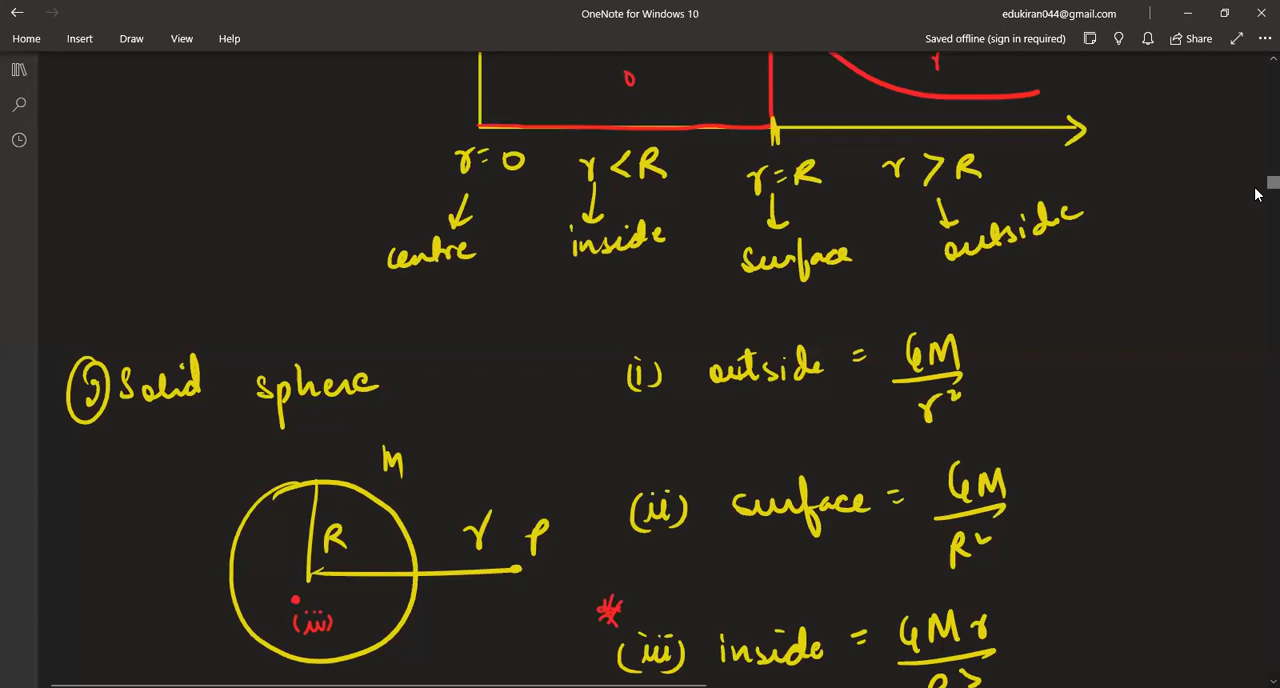 OneNote for Windows 10
edukiran044@gmail.com
Home Insert Draw View Help
Saved offline (sign in required) Share
0
r
r = 0 r < R r = R r > R
centre inside surface outside
② Solid sphere
(i) outside = GM / r²
M
(ii) surface = GM / R²
R r P
(iii)
* (iii) inside = GMr / R³